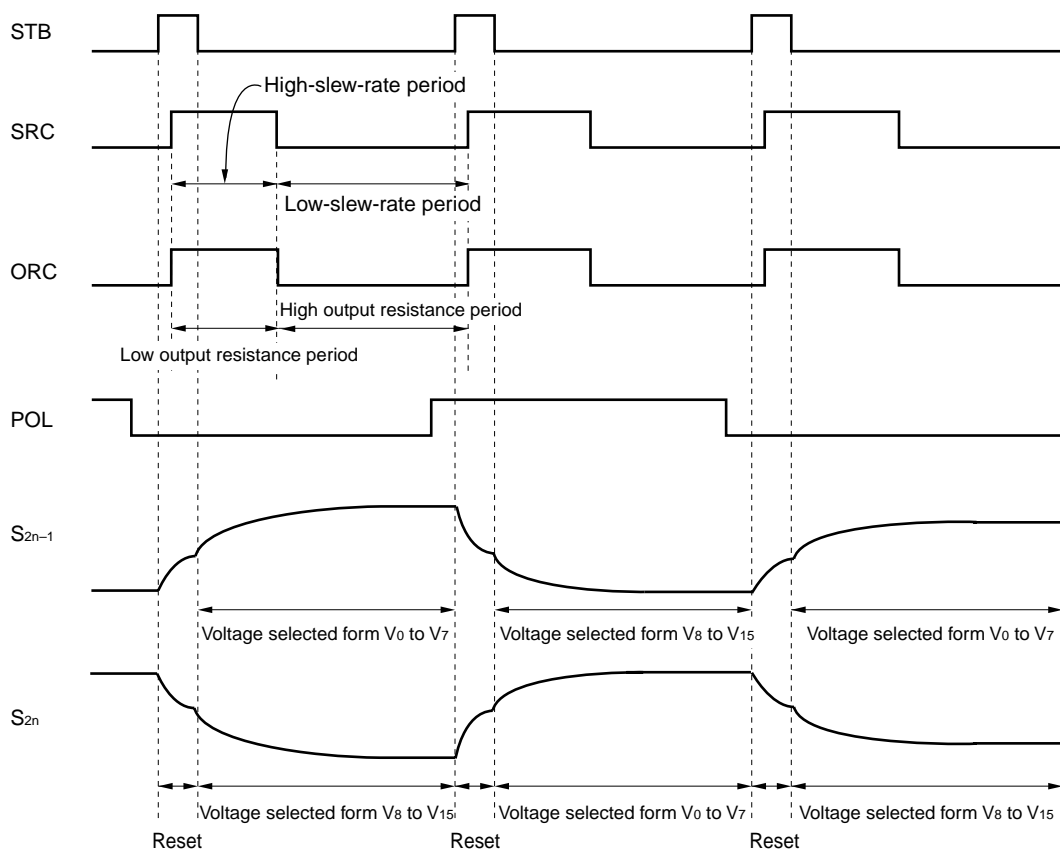 STB
High-slew-rate period
SRC
Low-slew-rate period
ORC
High output resistance period
Low output resistance period
POL
S2n–1
Voltage selected form V0 to V7 Voltage selected form V8 to V15 Voltage selected form V0 to V7
S2n
Voltage selected form V8 to V15 Voltage selected form V0 to V7 Voltage selected form V8 to V15
Reset Reset Reset